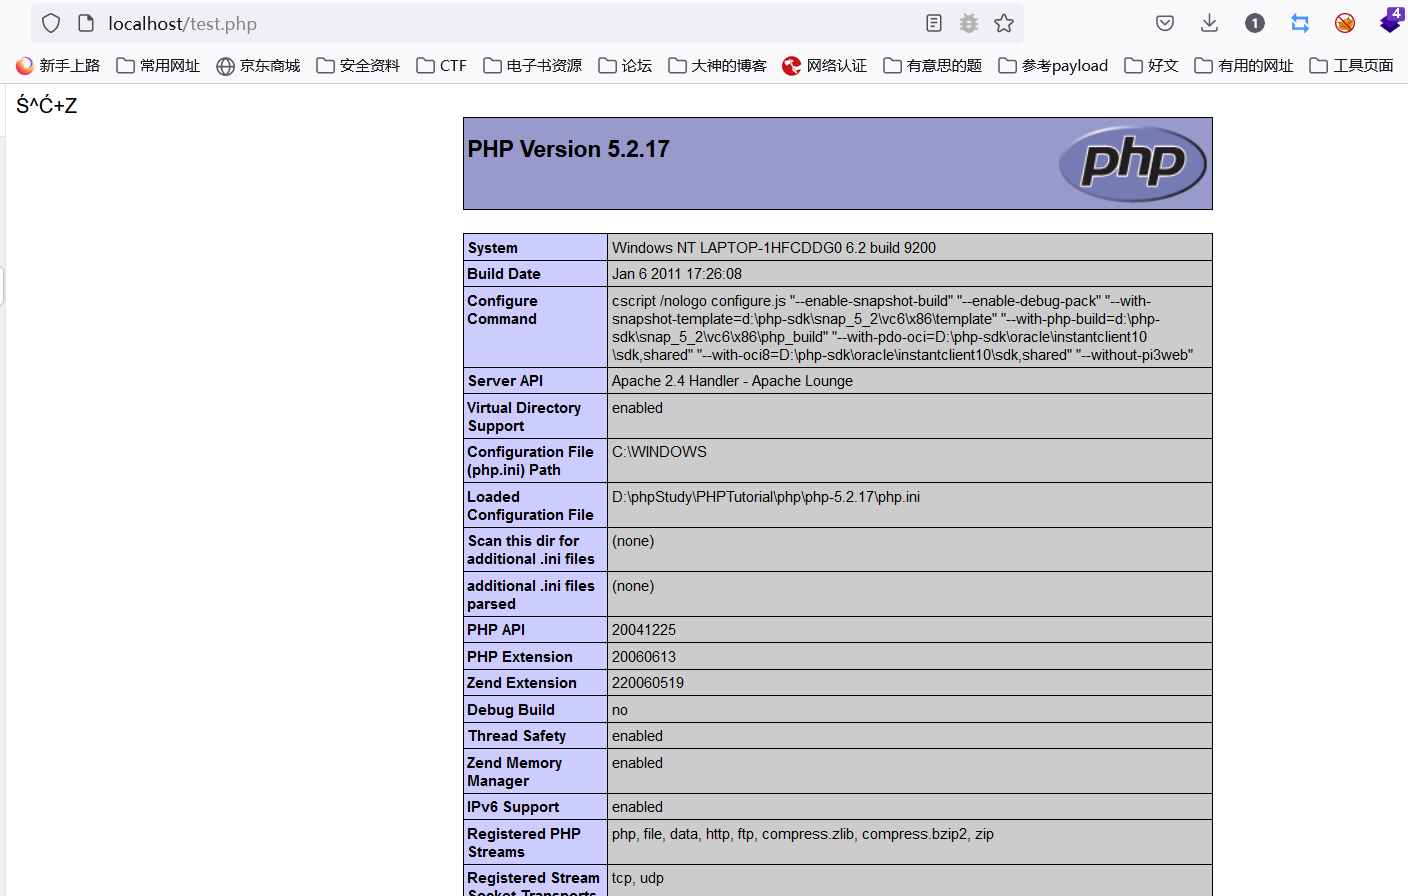 localhost/test.php
1
4
新手上路 常用网址 京东商城 安全资料 CTF 电子书资源 论坛 大神的博客 网络认证 有意思的题 参考payload 好文 有用的网址 工具页面
Ś^Ć+Z
PHP Version 5.2.17
php
System Windows NT LAPTOP-1HFCDDG0 6.2 build 9200
Build Date Jan 6 2011 17:26:08
Configure cscript /nologo configure.js "--enable-snapshot-build" "--enable-debug-pack" "--with-
Command snapshot-template=d:\php-sdk\snap_5_2\vc6\x86\template" "--with-php-build=d:\php-
sdk\snap_5_2\vc6\x86\php_build" "--with-pdo-oci=D:\php-sdk\oracle\instantclient10
\sdk,shared" "--with-oci8=D:\php-sdk\oracle\instantclient10\sdk,shared" "--without-pi3web"
Server API Apache 2.4 Handler - Apache Lounge
Virtual Directory enabled
Support
Configuration File C:\WINDOWS
(php.ini) Path
Loaded D:\phpStudy\PHPTutorial\php\php-5.2.17\php.ini
Configuration File
Scan this dir for (none)
additional .ini files
additional .ini files (none)
parsed
PHP API 20041225
PHP Extension 20060613
Zend Extension 220060519
Debug Build no
Thread Safety enabled
Zend Memory enabled
Manager
IPv6 Support enabled
Registered PHP php, file, data, http, ftp, compress.zlib, compress.bzip2, zip
Streams
Registered Stream tcp, udp
Socket Transports